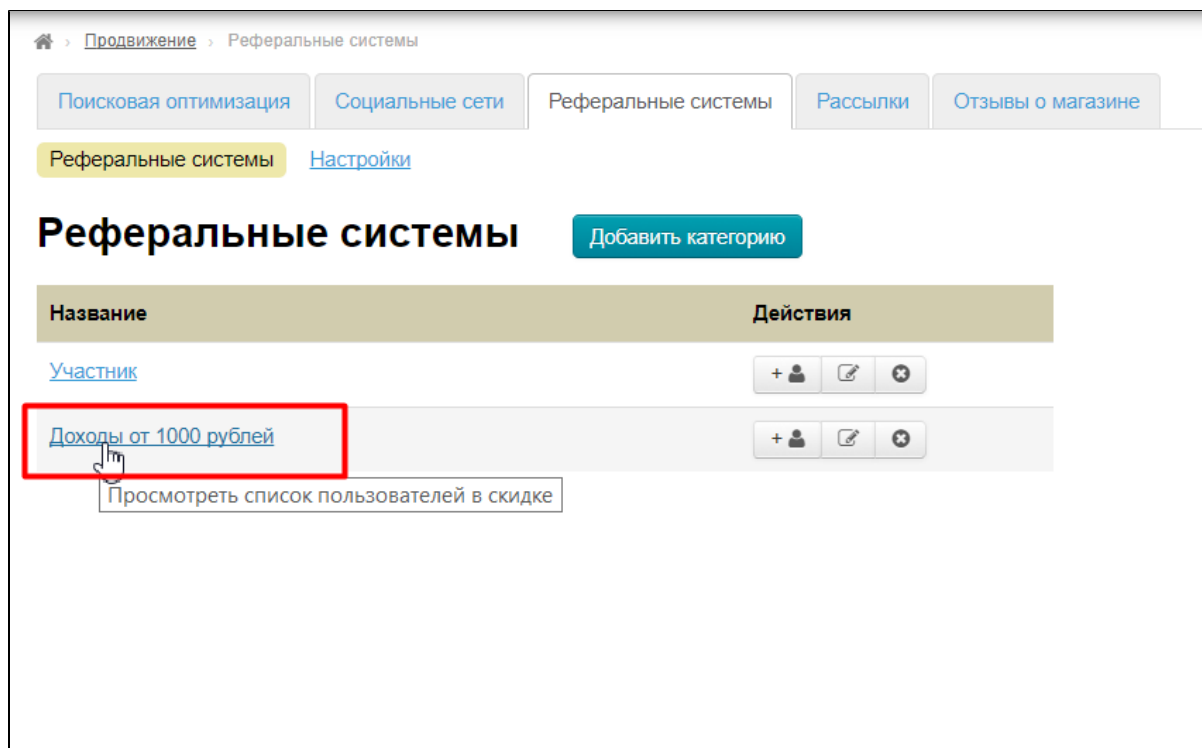 Продвижение › Реферальные системы
Поисковая оптимизация Социальные сети Реферальные системы Рассылки Отзывы о магазине
Реферальные системы Настройки
Реферальные системы Добавить категорию
Название Действия
Участник +
Доходы от 1000 рублей +
Просмотреть список пользователей в скидке